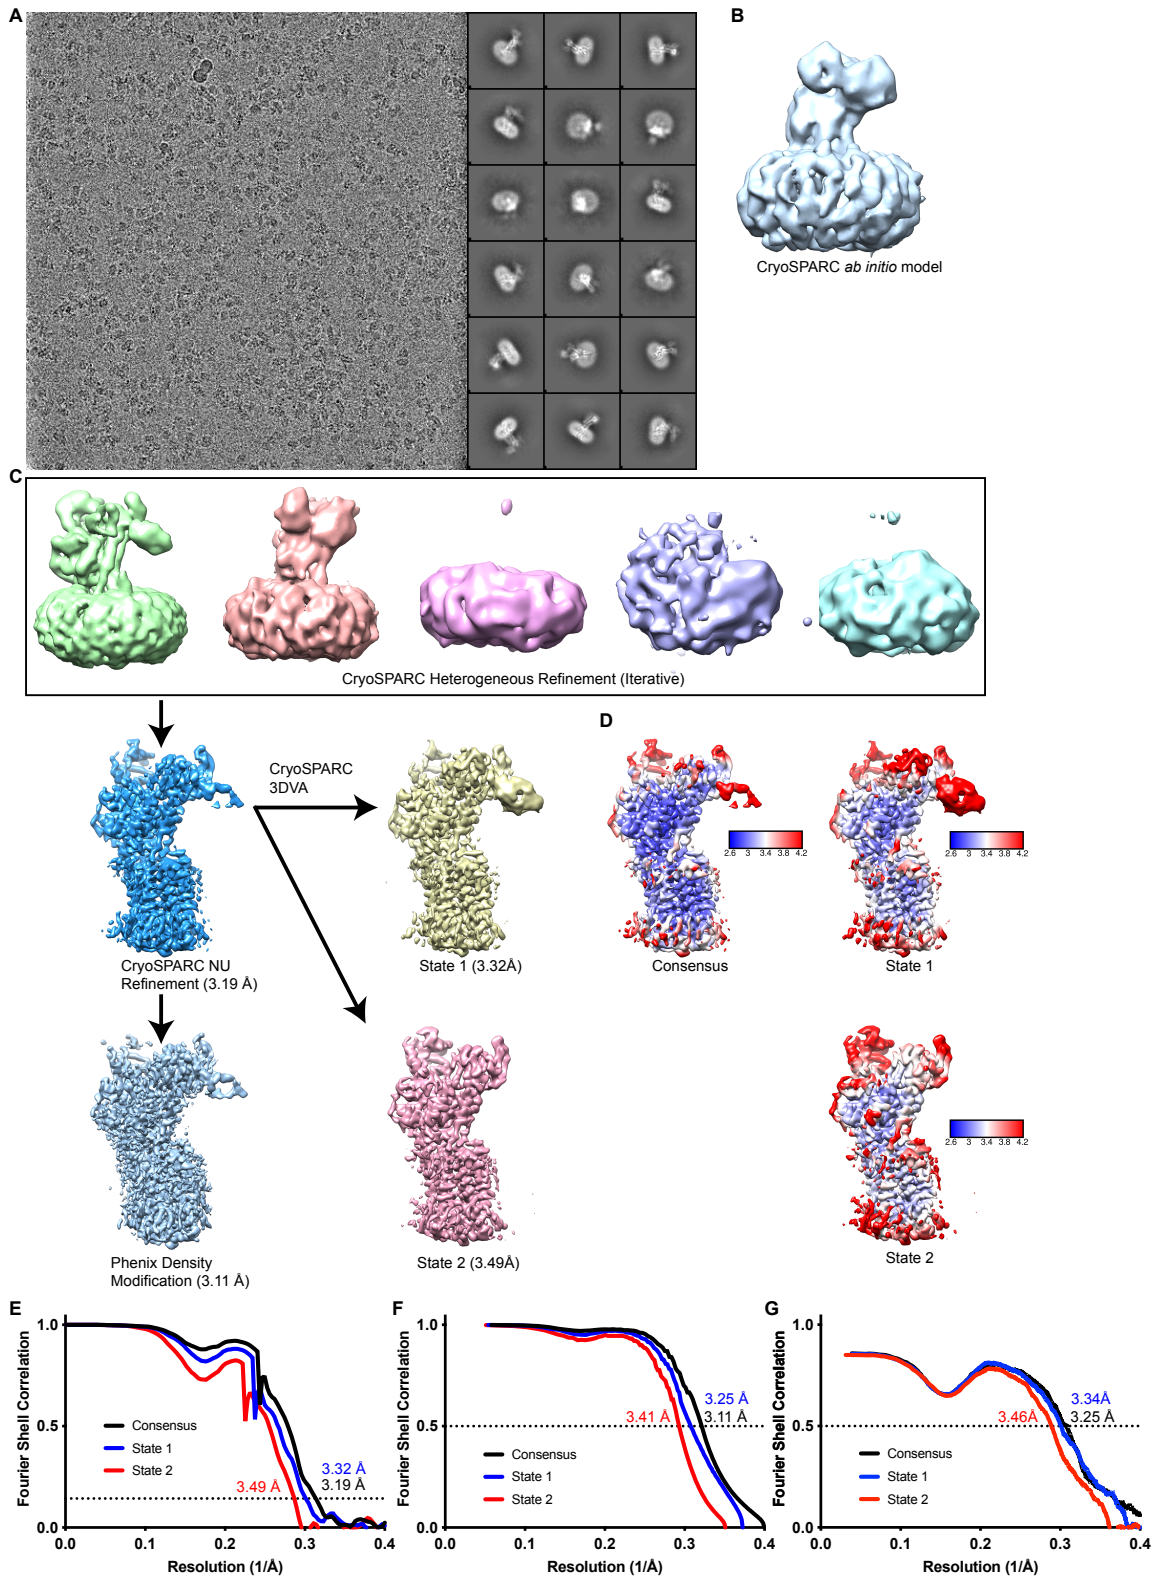 A
B
CryoSPARC ab initio model
C
CryoSPARC Heterogeneous Refinement (Iterative)
D
CryoSPARC
3DVA
2.6 3 3.4 3.8 4.2
2.6 3 3.4 3.8 4.2
CryoSPARC NU
Refinement (3.19 Å)
State 1 (3.32Å)
Consensus
State 1
2.6 3 3.4 3.8 4.2
Phenix Density
Modification (3.11 Å)
State 2 (3.49Å)
State 2
E
1.0
0.5
0.0
Fourier Shell Correlation
Consensus
State 1
State 2
3.32 Å
3.49 Å
3.19 Å
0.0 0.1 0.2 0.3 0.4
Resolution (1/Å)
F
1.0
0.5
0.0
Fourier Shell Correlation
3.25 Å
3.41 Å
3.11 Å
Consensus
State 1
State 2
0.0 0.1 0.2 0.3 0.4
Resolution (1/Å)
G
1.0
0.5
0.0
Fourier Shell Correlation
3.34Å
3.46Å
3.25 Å
Consensus
State 1
State 2
0.0 0.1 0.2 0.3 0.4
Resolution (1/Å)